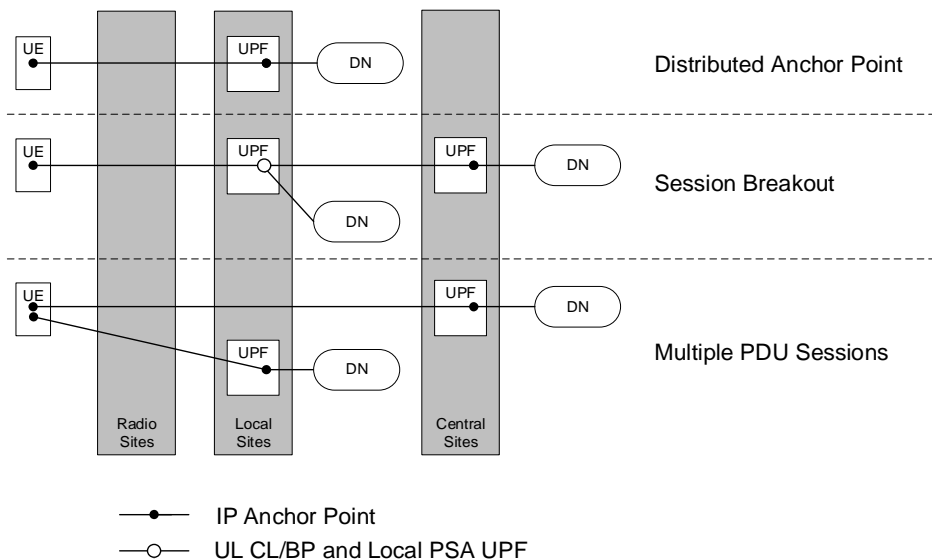 UE
UPF
DN
Distributed Anchor Point
UE
UPF
UPF
DN
Session Breakout
DN
UE
UPF
DN
UPF
DN
Multiple PDU Sessions
Radio
Sites
Local
Sites
Central
Sites
IP Anchor Point
UL CL/BP and Local PSA UPF